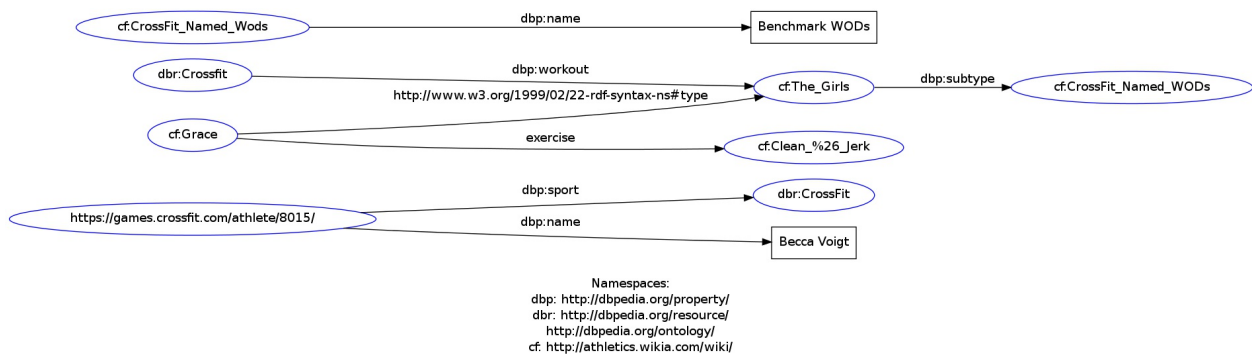 cf:CrossFit_Named_Wods
dbp:name
Benchmark WODs
dbr:Crossfit
dbp:workout
cf:The_Girls
dbp:subtype
cf:CrossFit_Named_WODs
http://www.w3.org/1999/02/22-rdf-syntax-ns#type
cf:Grace
exercise
cf:Clean_%26_Jerk
https://games.crossfit.com/athlete/8015/
dbp:sport
dbr:CrossFit
dbp:name
Becca Voigt
Namespaces:
dbp: http://dbpedia.org/property/
dbr: http://dbpedia.org/resource/
http://dbpedia.org/ontology/
cf: http://athletics.wikia.com/wiki/